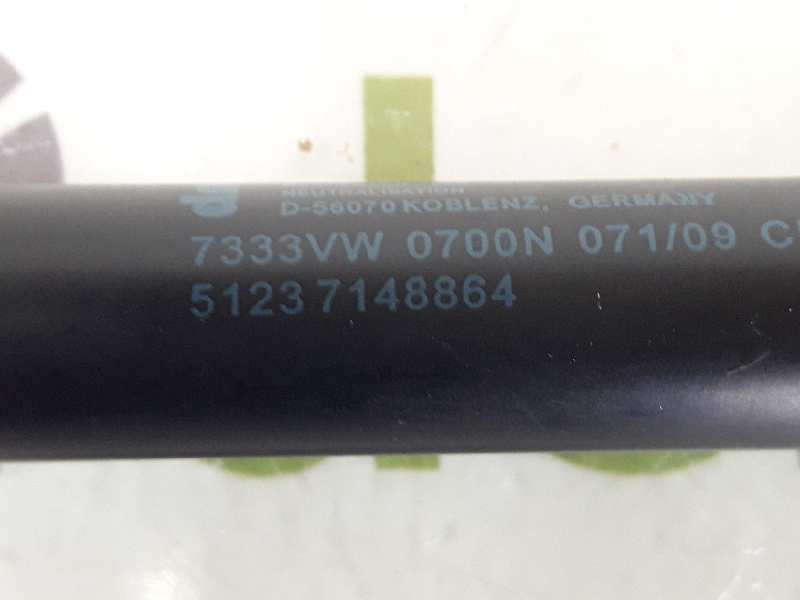 NEUTRALISATION
D-56070 KOBLENZ, GERMANY
7333VW 0700N 071/09
51237148864